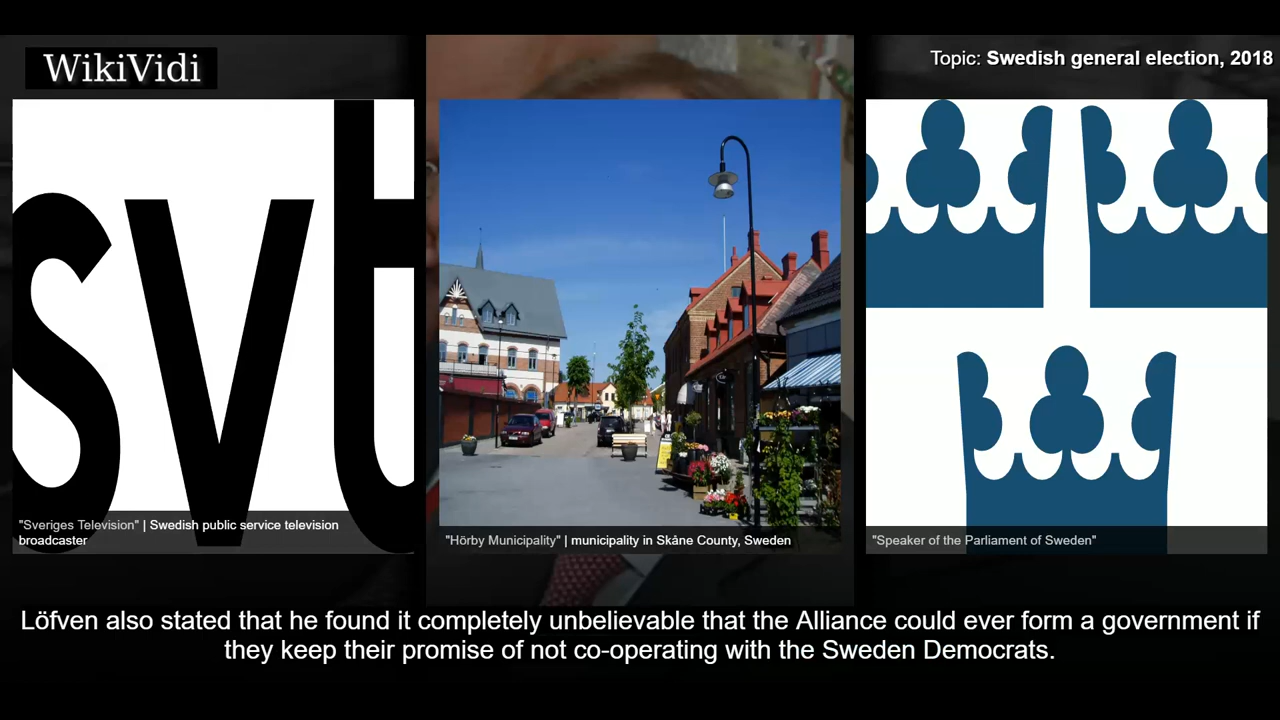 WikiVidi
Topic: Swedish general election, 2018
svt
"Sveriges Television" | Swedish public service television
broadcaster
"Hörby Municipality" | municipality in Skåne County, Sweden
"Speaker of the Parliament of Sweden"
Löfven also stated that he found it completely unbelievable that the Alliance could ever form a government if
they keep their promise of not co-operating with the Sweden Democrats.